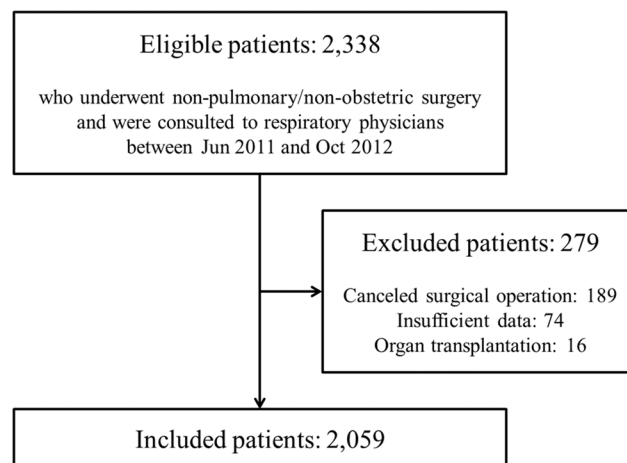 Eligible patients: 2,338
who underwent non-pulmonary/non-obstetric surgery
and were consulted to respiratory physicians
between Jun 2011 and Oct 2012
Excluded patients: 279
Canceled surgical operation: 189
Insufficient data: 74
Organ transplantation: 16
Included patients: 2,059